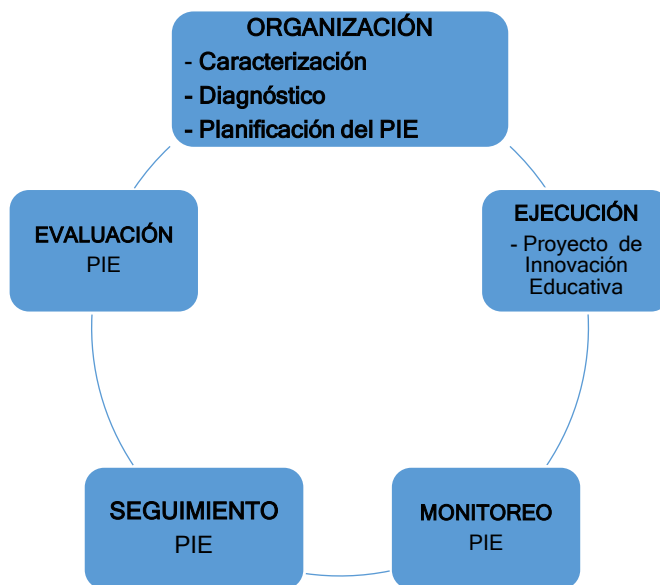 ORGANIZACIÓN
- Caracterización
- Diagnóstico
- Planificación del PIE
EJECUCIÓN
- Proyecto de
Innovación
Educativa
MONITOREO
PIE
SEGUIMIENTO
PIE
EVALUACIÓN
PIE